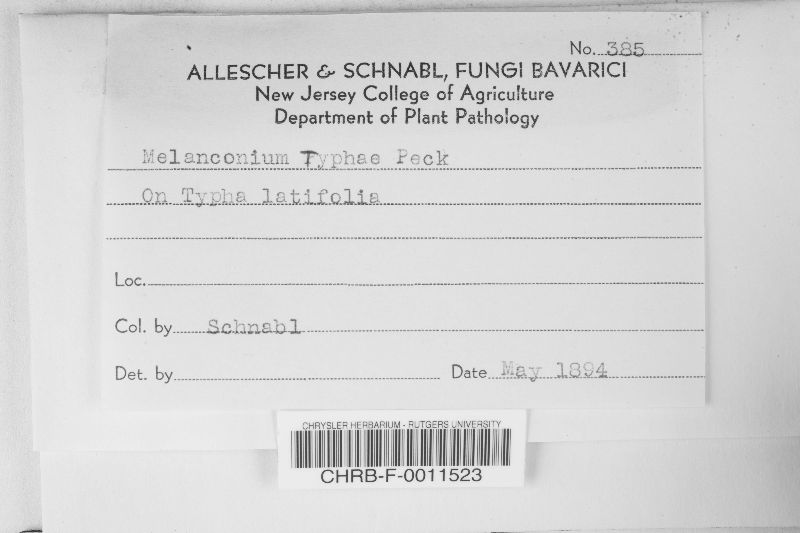 No. 385
ALLESCHER & SCHNABL, FUNGI BAVARICI
New Jersey College of Agriculture
Department of Plant Pathology
Melanconium Typhae Peck
On Typha latifolia
Loc.
Col. by Schnabl
Det. by Date May 1894
CHRYSLER HERBARIUM - RUTGERS UNIVERSITY
CHRB-F-0011523